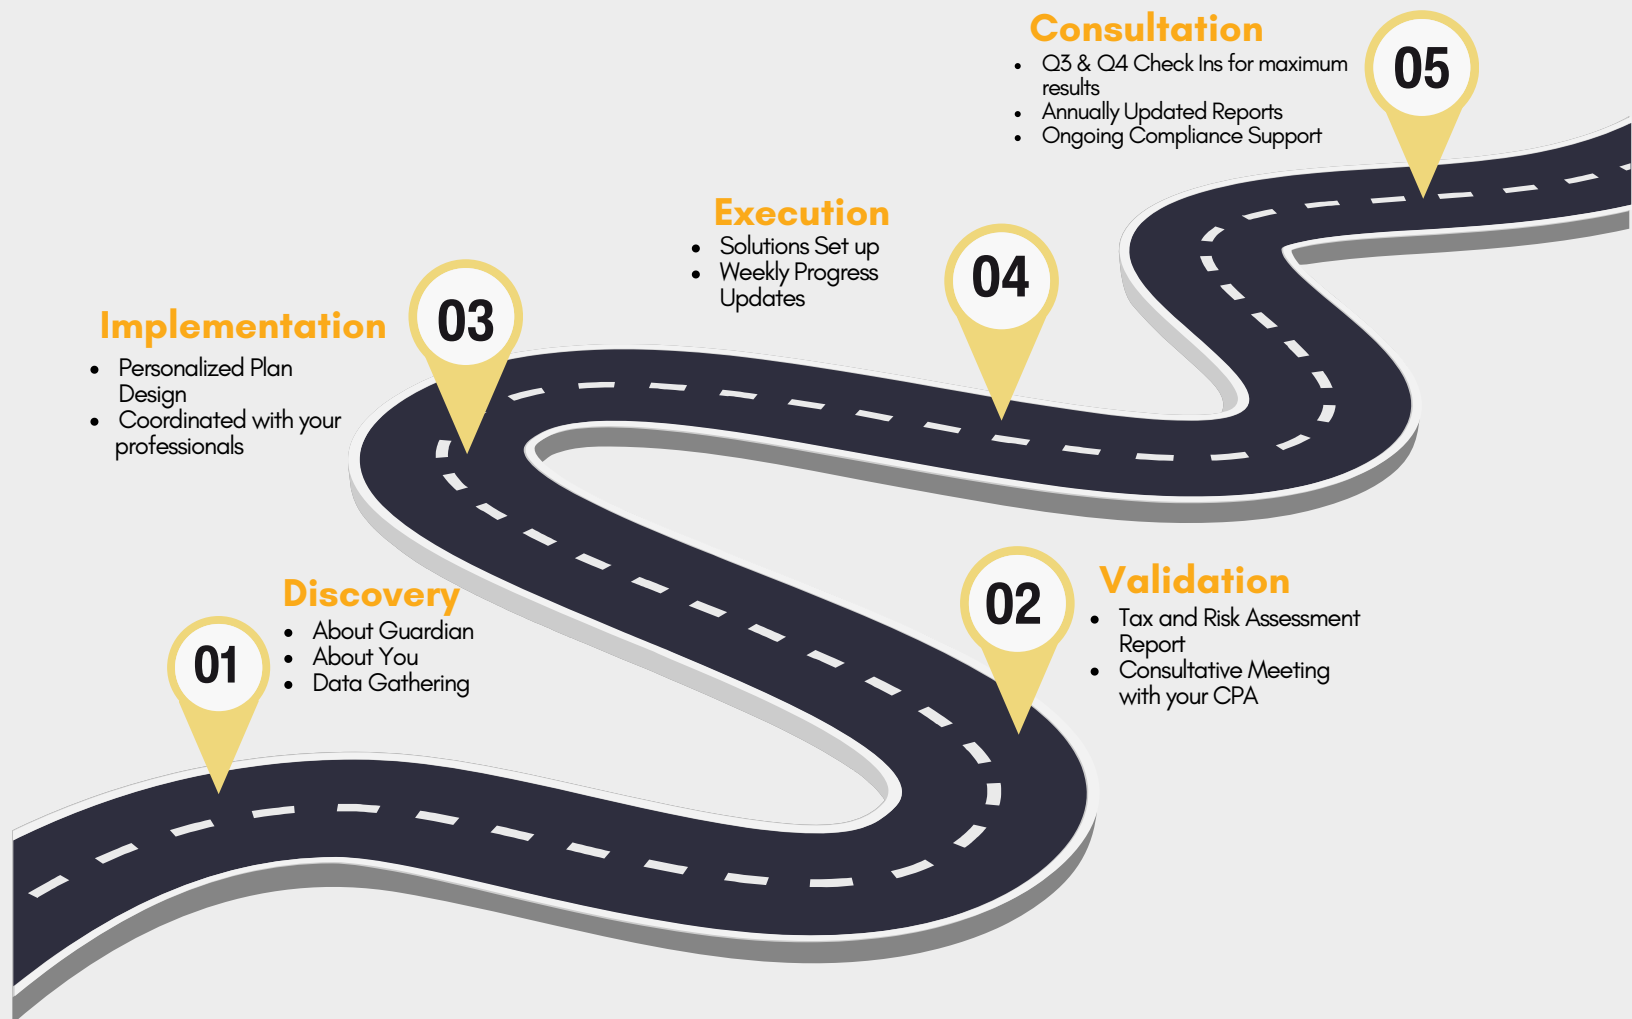 Consultation
• Q3 & Q4 Check Ins for maximum
results
• Annually Updated Reports
• Ongoing Compliance Support
05
Execution
• Solutions Set up
• Weekly Progress
Updates
04
Implementation
• Personalized Plan
Design
• Coordinated with your
professionals
03
Validation
• Tax and Risk Assessment
Report
• Consultative Meeting
with your CPA
02
Discovery
• About Guardian
• About You
• Data Gathering
01